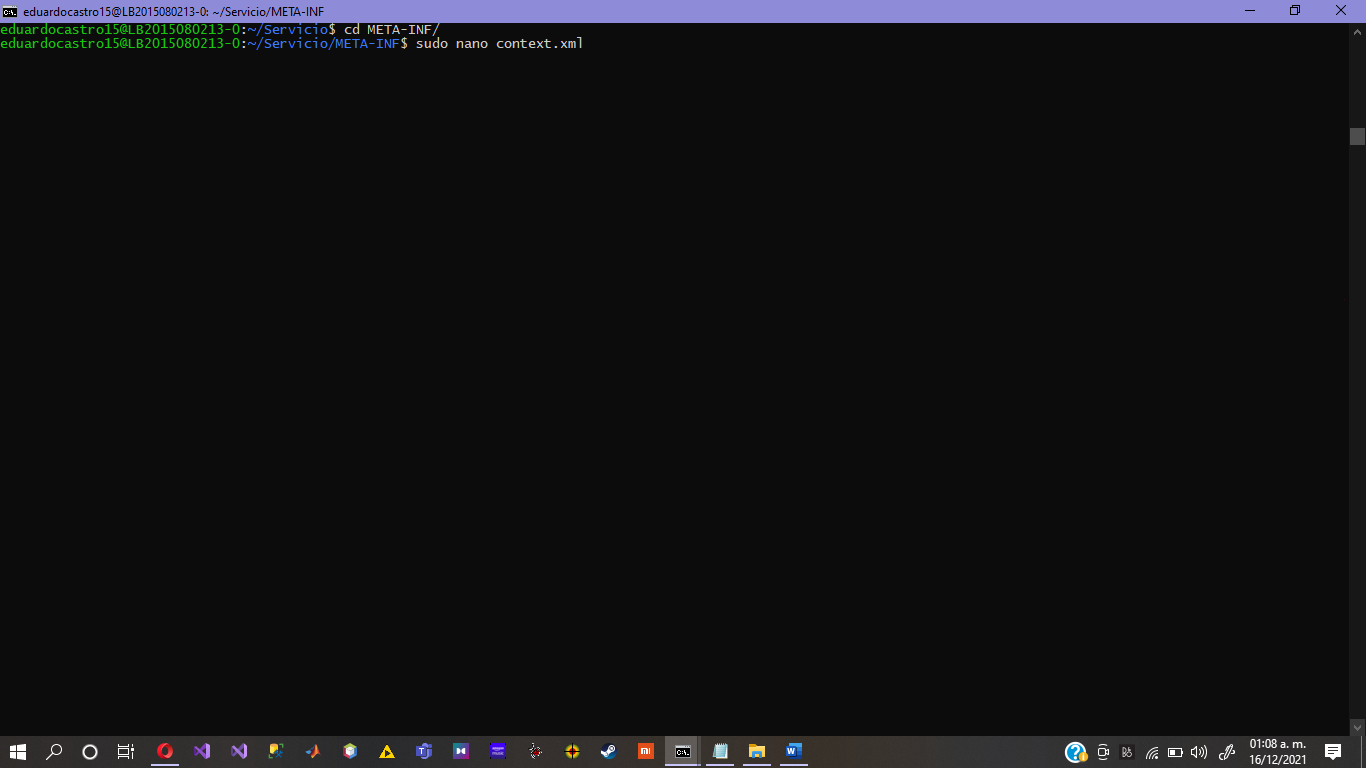 eduardocastro15@LB2015080213-0: ~/Servicio/META-INF
eduardocastro15@LB2015080213-0:~/Servicio$ cd META-INF/
eduardocastro15@LB2015080213-0:~/Servicio/META-INF$ sudo nano context.xml
01:08 a. m.
16/12/2021